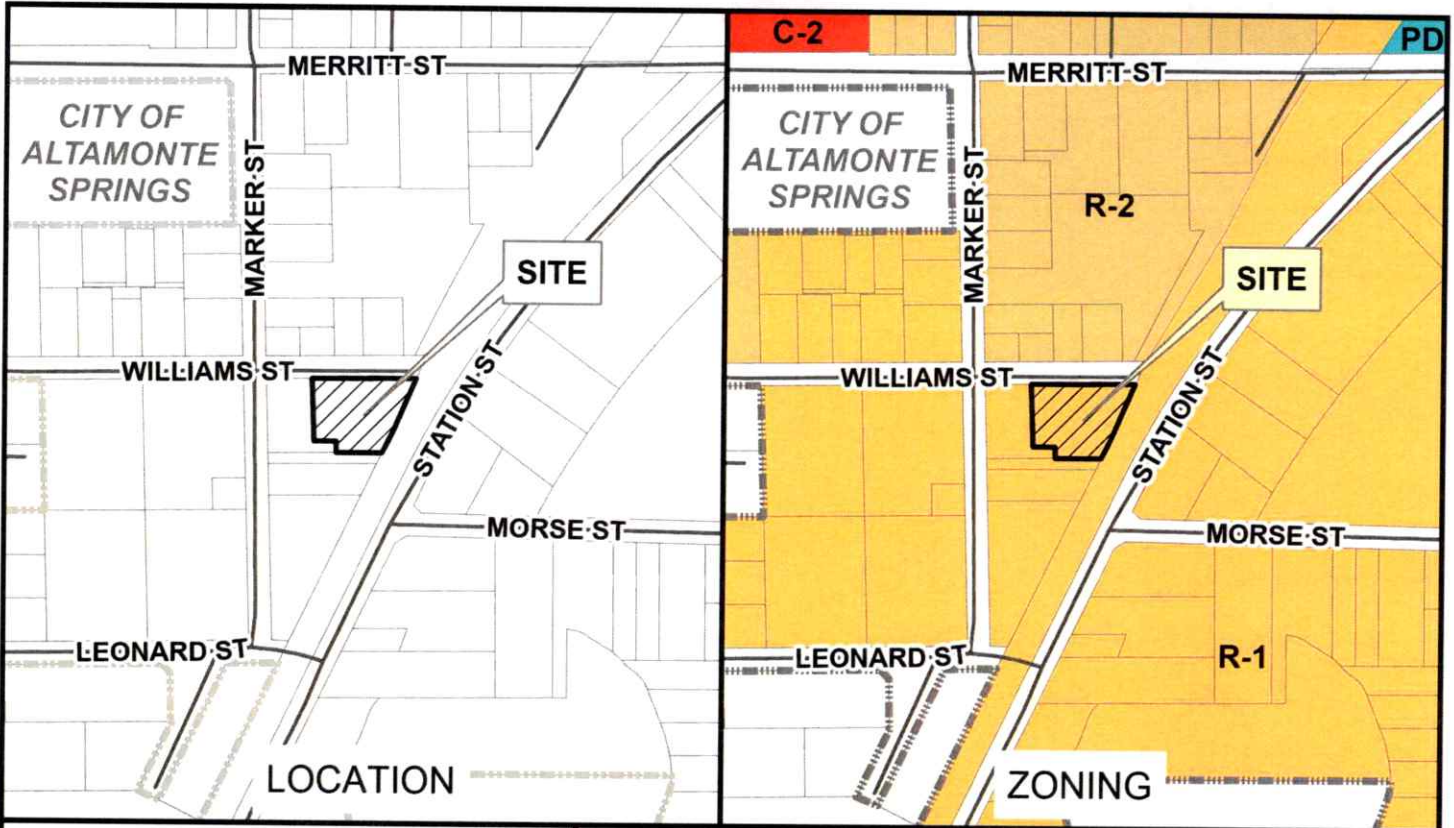 MERRITT ST
CITY OF
ALTAMONTE
SPRINGS
MARKER ST
SITE
WILLIAMS ST
STATION ST
MORSE ST
LEONARD ST
LOCATION
C-2
PD
MERRITT ST
CITY OF
ALTAMONTE
SPRINGS
MARKER ST
R-2
SITE
WILLIAMS ST
STATION ST
MORSE ST
LEONARD ST
R-1
ZONING